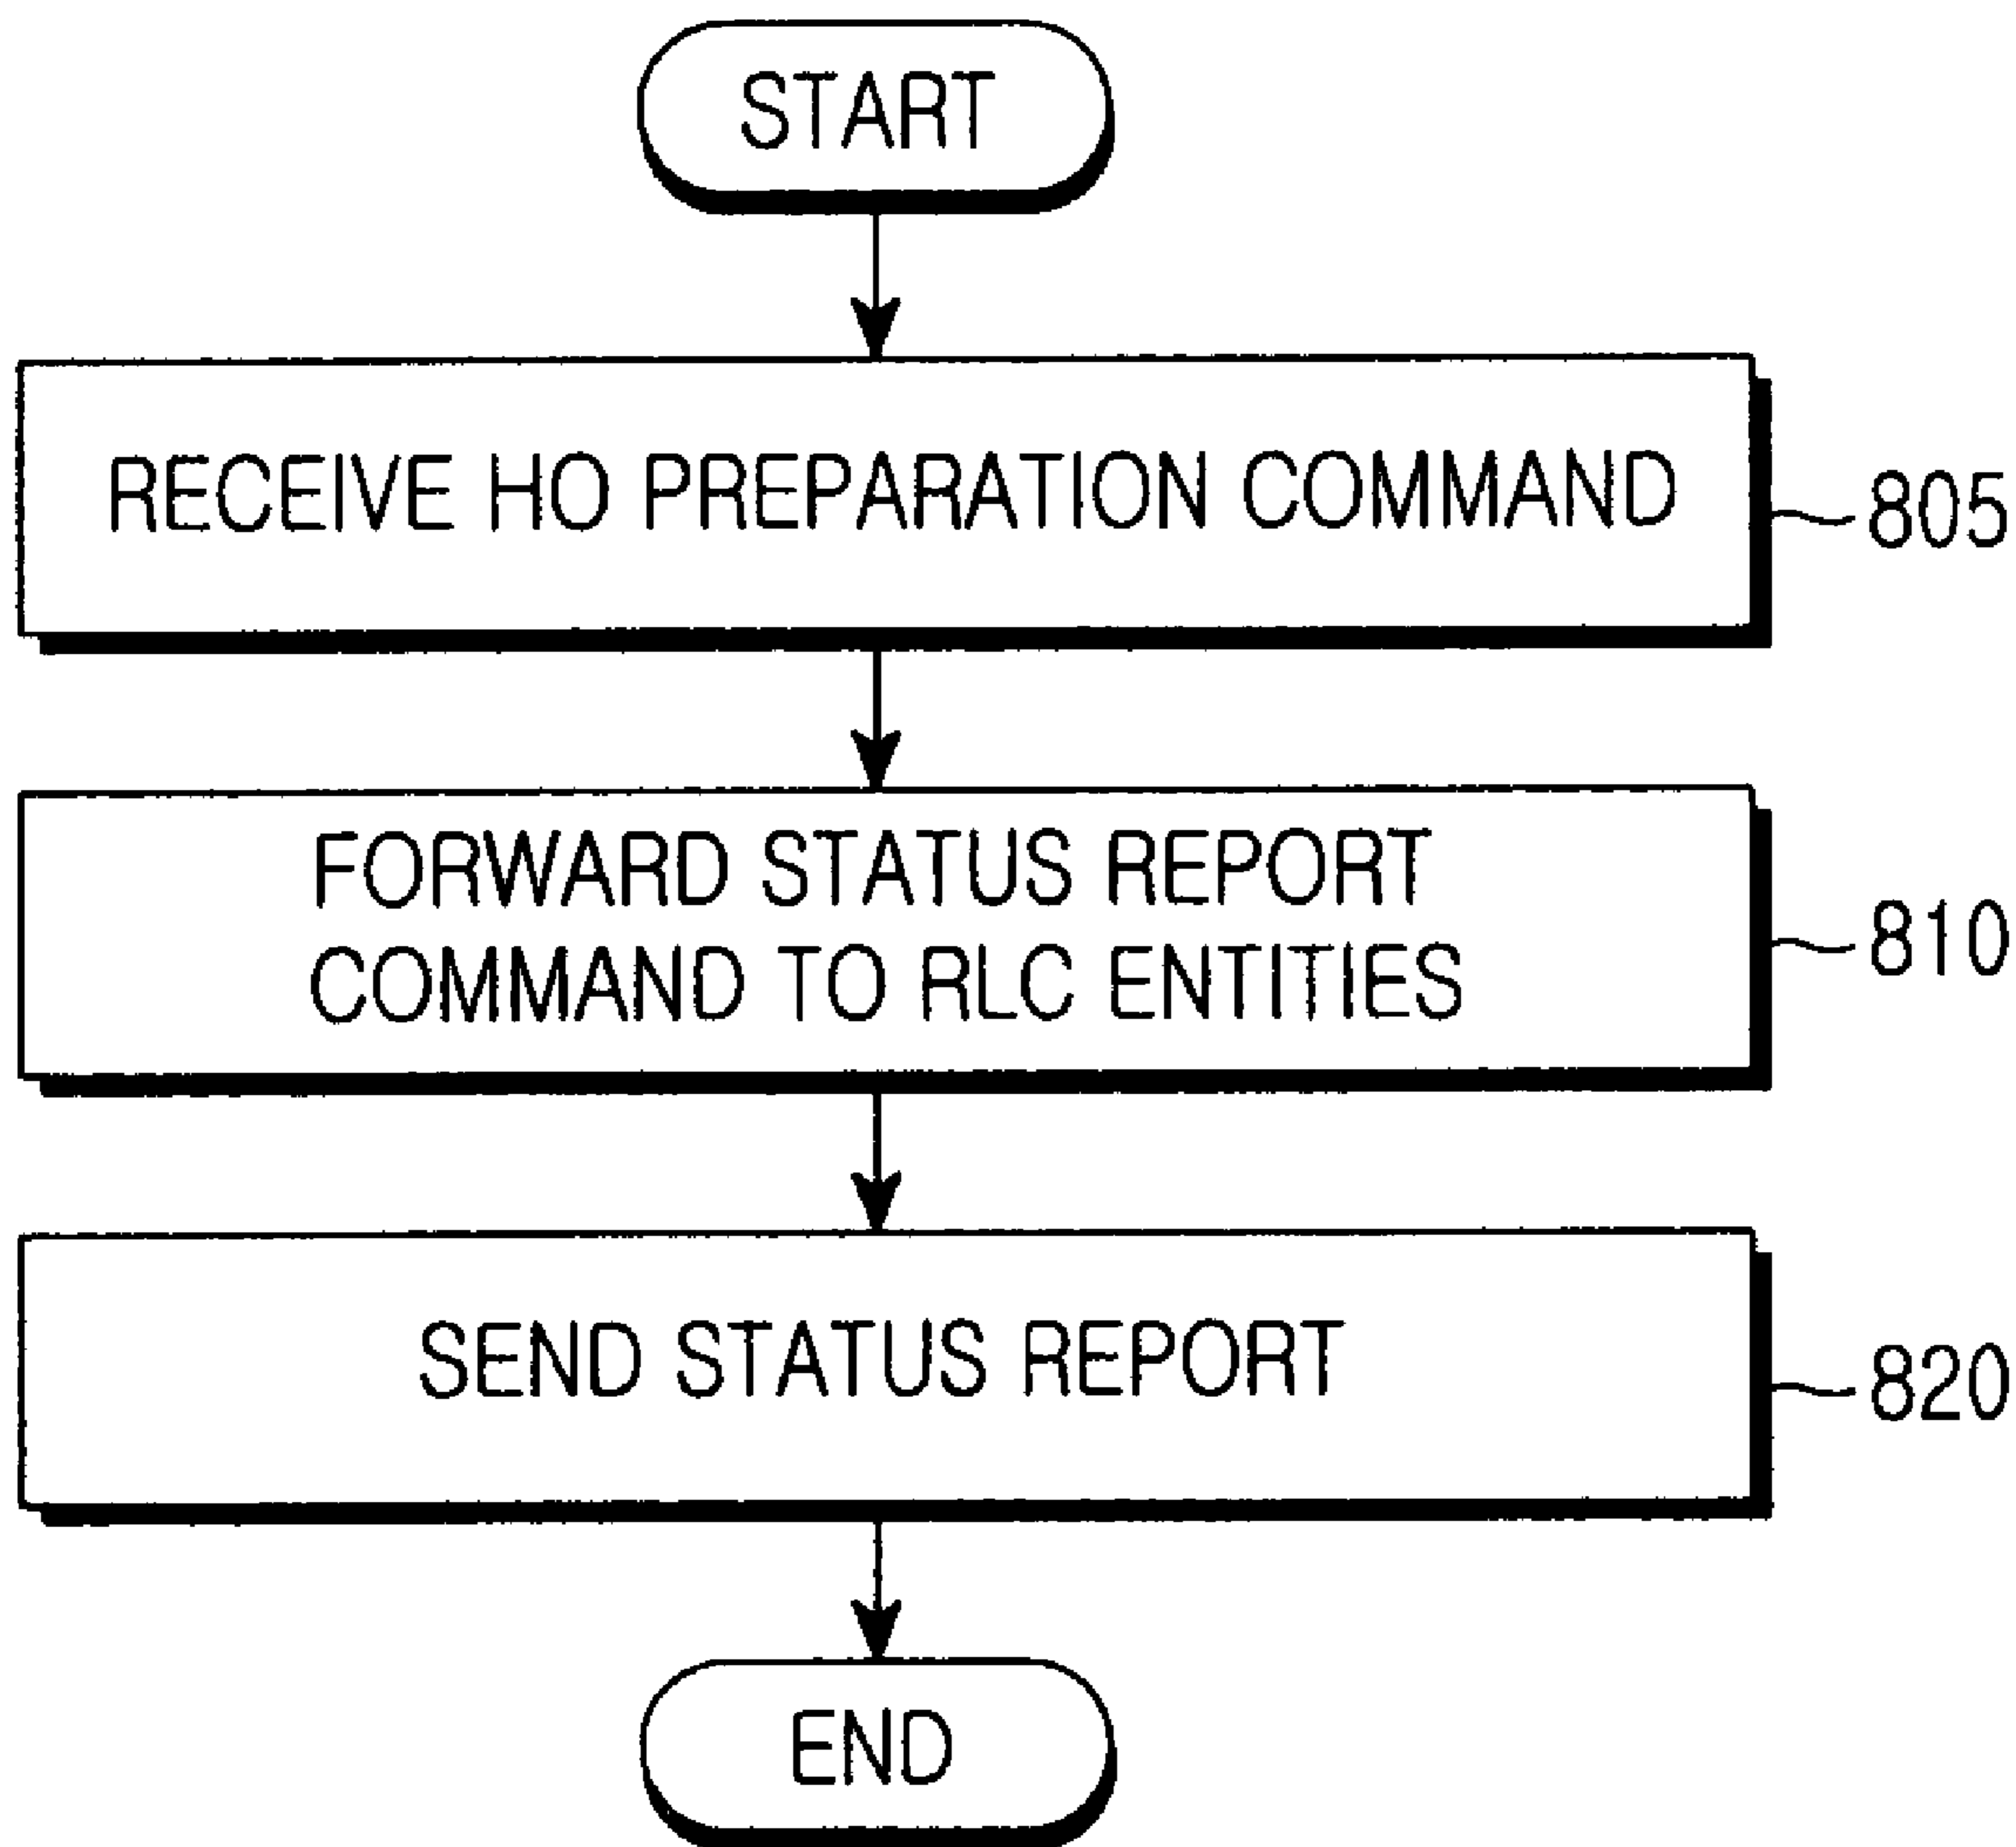 START
RECEIVE HO PREPARATION COMMAND
805
FORWARD STATUS REPORT
COMMAND TO RLC ENTITIES
810
SEND STATUS REPORT
820
END